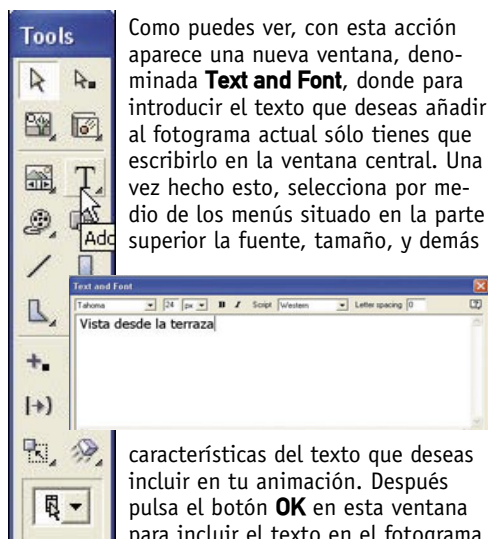 Tools
Como puedes ver, con esta acción
aparece una nueva ventana, deno-
minada Text and Font, donde para
introducir el texto que deseas añadir
al fotograma actual sólo tienes que
escribirlo en la ventana central. Una
vez hecho esto, selecciona por me-
dio de los menús situado en la parte
superior la fuente, tamaño, y demás
T
Add
Text and Font
Tahoma 24 px B I Script Western Letter spacing 0
Vista desde la terraza
características del texto que deseas
incluir en tu animación. Después
pulsa el botón OK en esta ventana
para incluir el texto en el fotograma